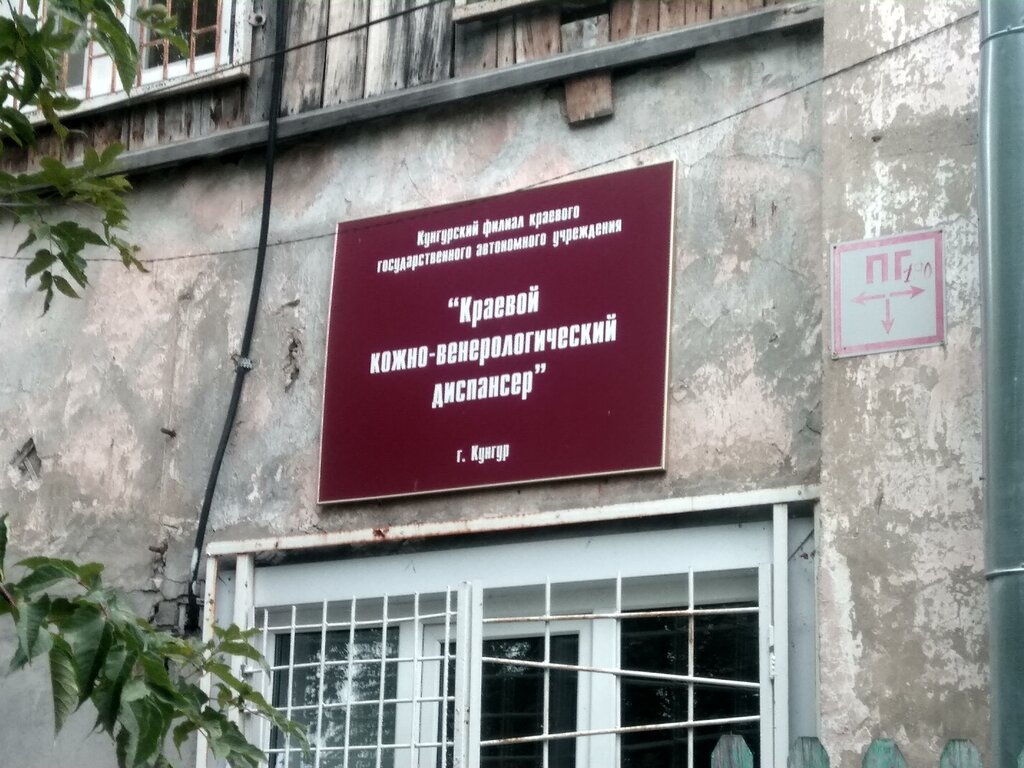 Кунгурский филиал краевого
государственного автономного учреждения
“Краевой
кожно-венерологический
диспансер”
г. Кунгур
ПГ